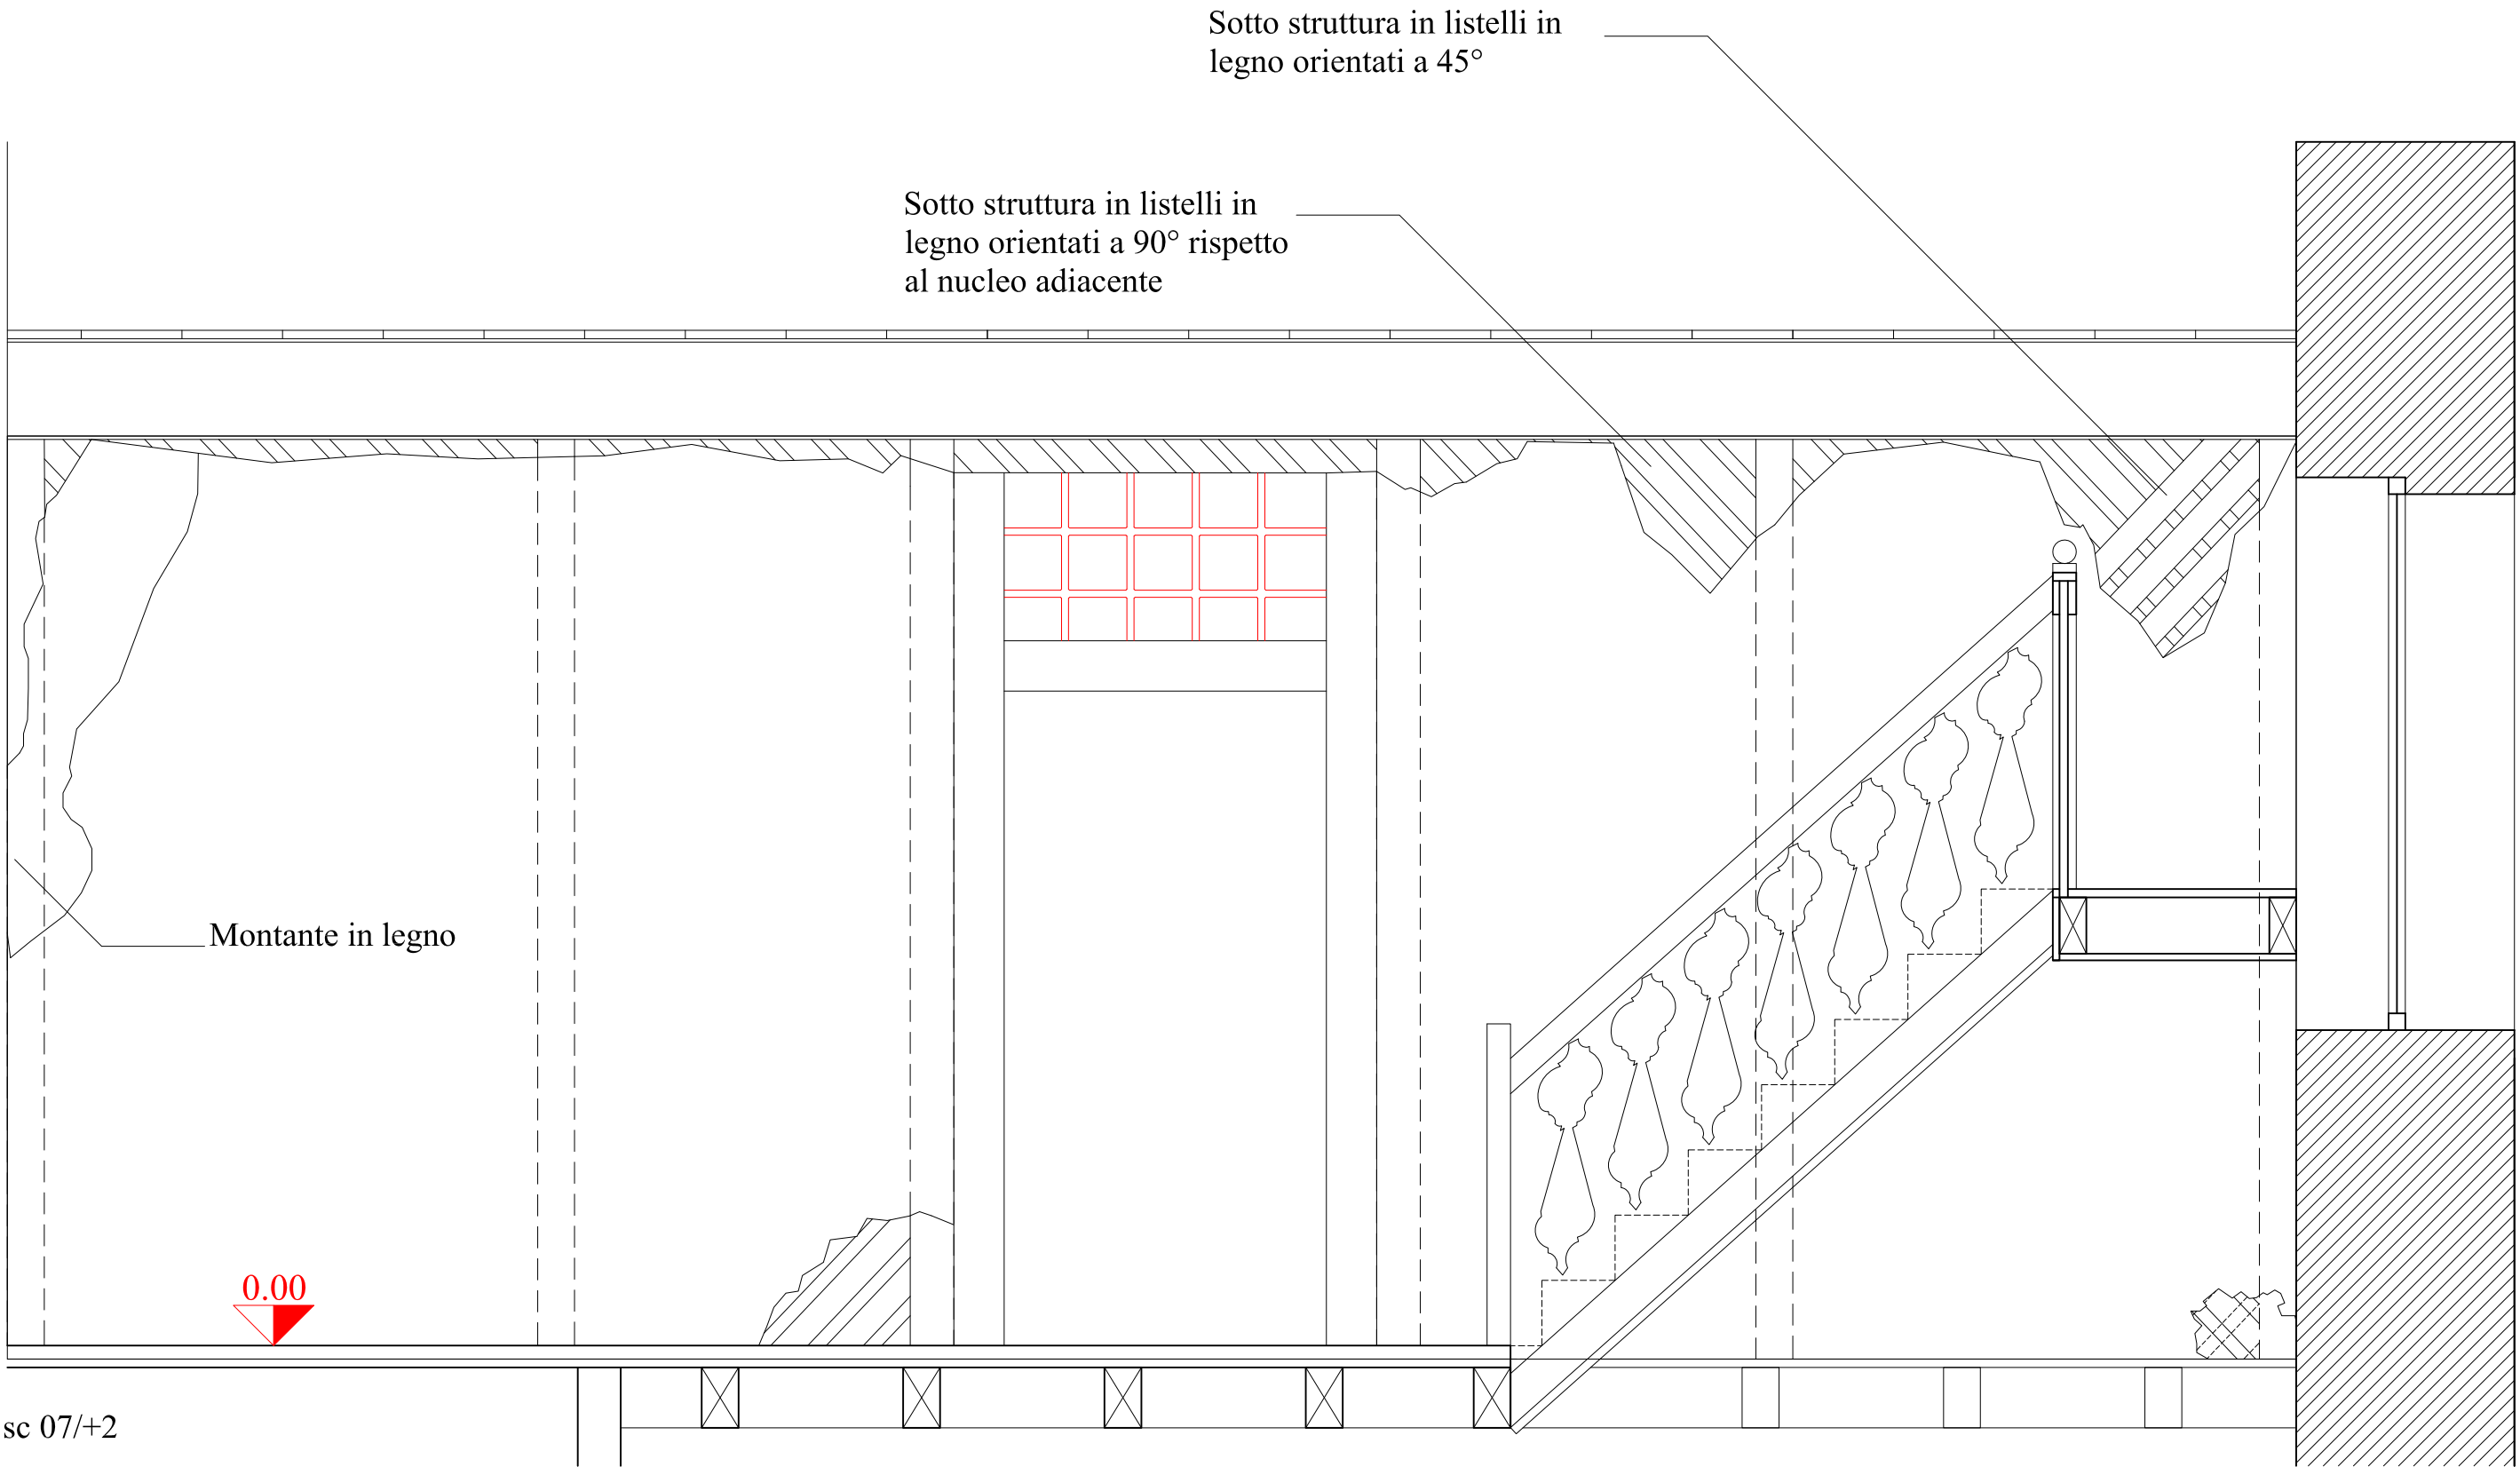 Sotto struttura in listelli in
legno orientati a 45°
Sotto struttura in listelli in
legno orientati a 90° rispetto
al nucleo adiacente
Montante in legno
0.00
sc 07/+2